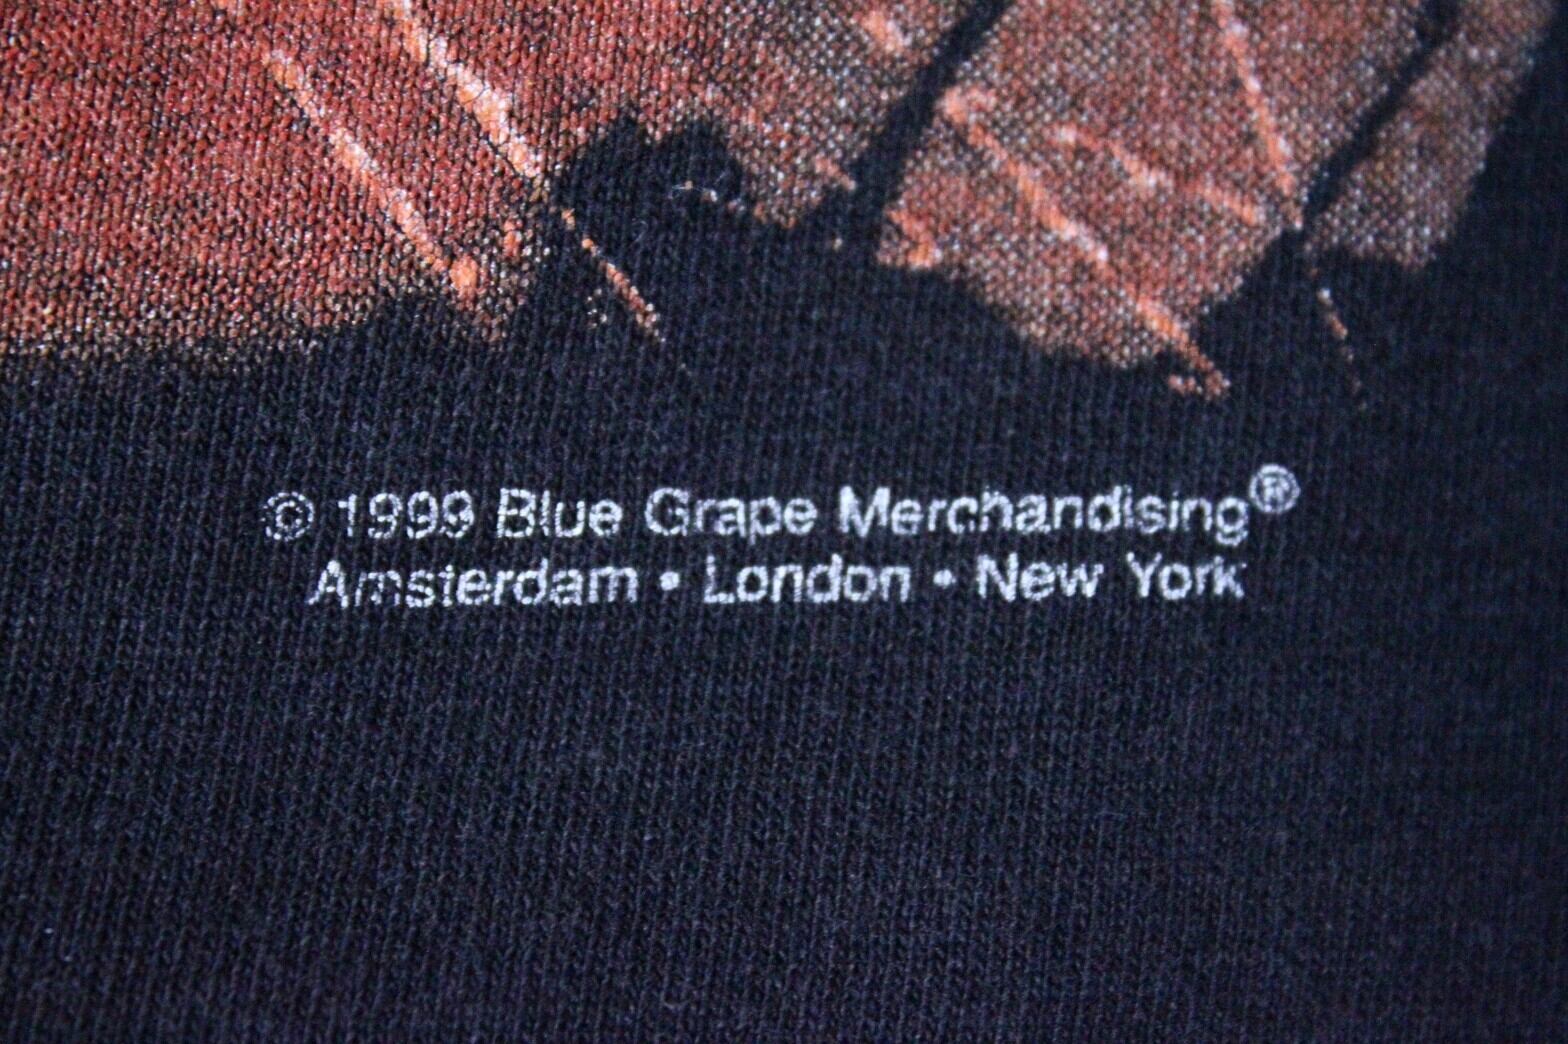 © 1999 Blue Grape Merchandising®
Amsterdam • London • New York